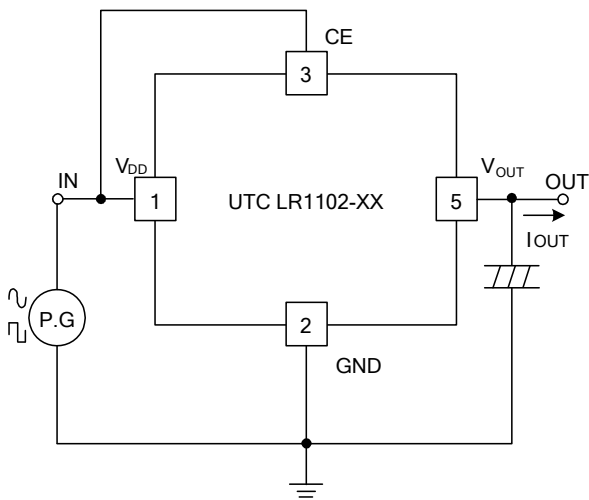 CE
3
VDD
VOUT
IN
1
UTC LR1102-XX
5
OUT
IOUT
P.G
2
GND